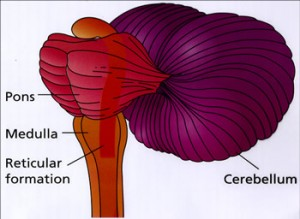 Pons
Medulla
Reticular
formation
Cerebellum